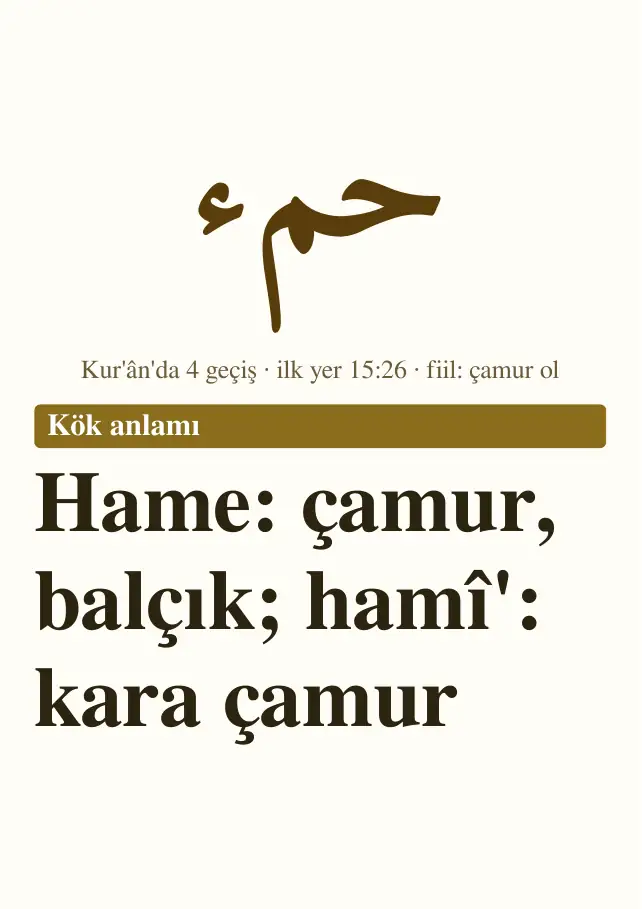 حمء
Kur'ân'da 4 geçiş · ilk yer 15:26 · fiil: çamur ol
Kök anlamı
Hame: çamur,
balçık; hamî':
kara çamur